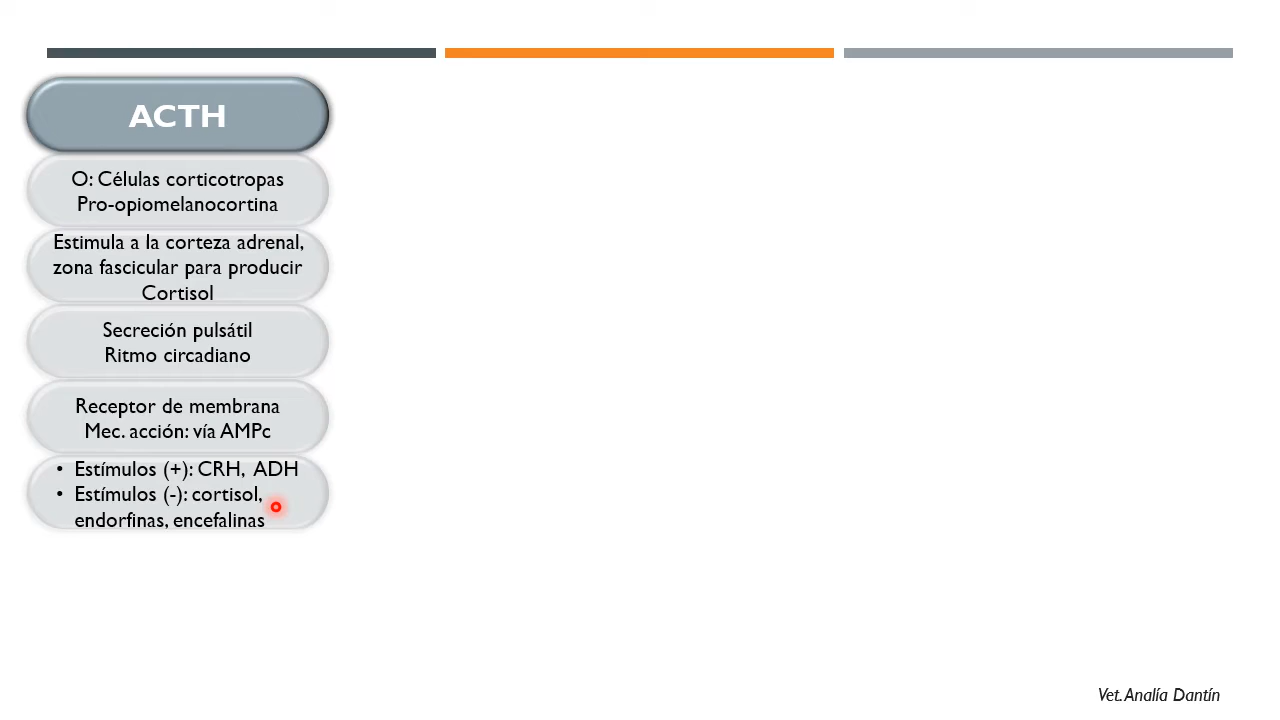 ACTH
O: Células corticotropas
Pro-opiomelanocortina
Estimula a la corteza adrenal,
zona fascicular para producir
Cortisol
Secreción pulsátil
Ritmo circadiano
Receptor de membrana
Mec. acción: vía AMPc
• Estímulos (+): CRH, ADH
• Estímulos (-): cortisol,
endorfinas, encefalinas
Vet. Analía Dantín